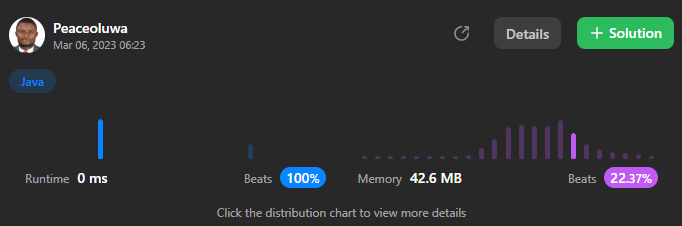 Peaceoluwa
Mar 06, 2023 06:23
Details
+ Solution
Java
Runtime 0 ms
Beats 100%
Memory 42.6 MB
Beats 22.37%
Click the distribution chart to view more details